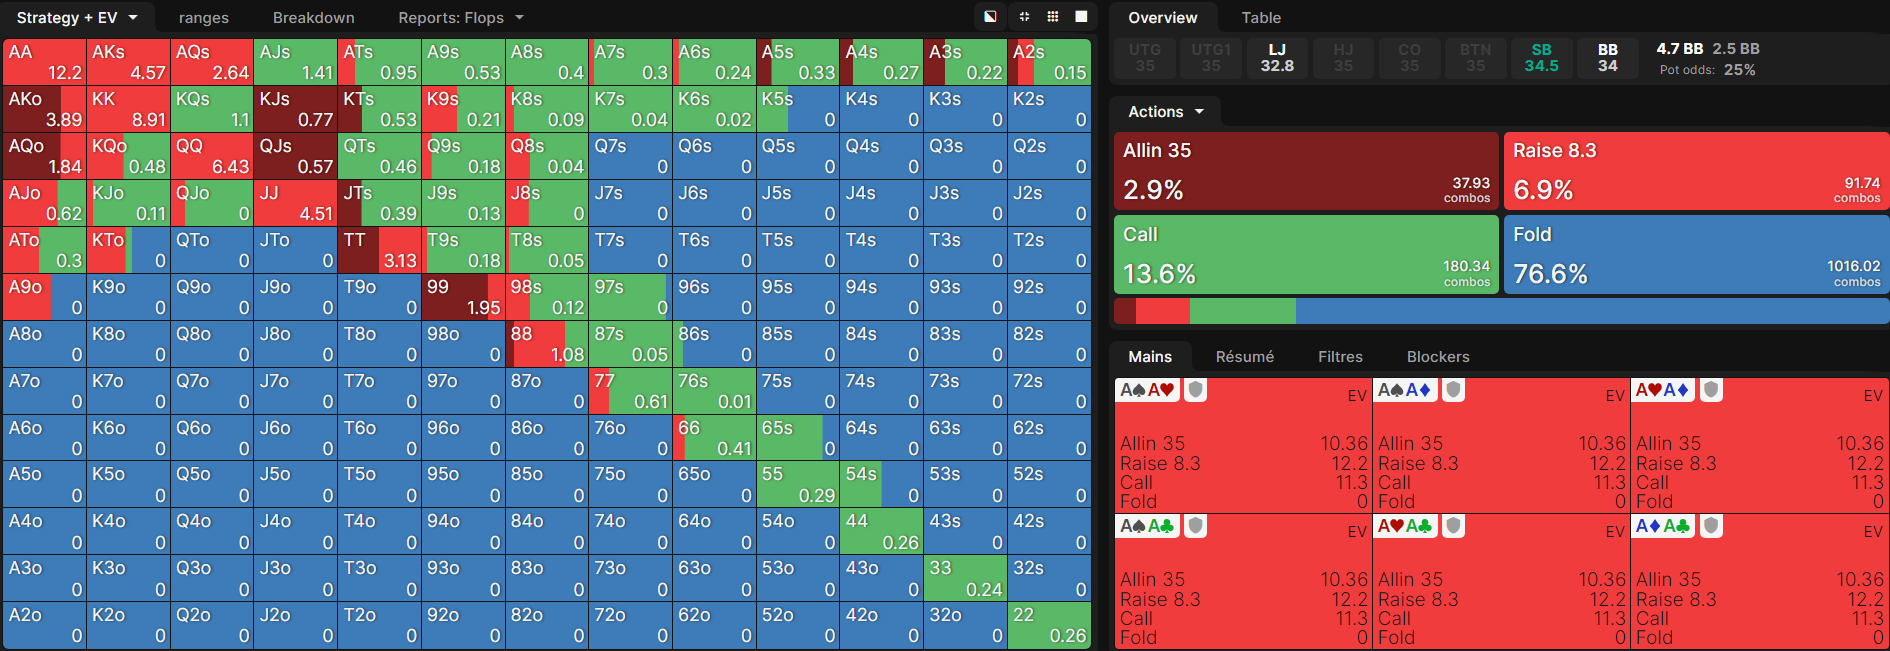 Strategy + EV ranges Breakdown Reports: Flops
AA AKs AQs AJs ATs A9s A8s A7s A6s A5s A4s A3s A2s
12.2 4.57 2.64 1.41 0.95 0.53 0.4 0.3 0.24 0.33 0.27 0.22 0.15
AKo KK KQs KJs KTs K9s K8s K7s K6s K5s K4s K3s K2s
3.89 8.91 1.1 0.77 0.53 0.21 0.09 0.04 0.02 0 0 0 0
AQo KQo QQ QJs QTs Q9s Q8s Q7s Q6s Q5s Q4s Q3s Q2s
1.84 0.48 6.43 0.57 0.46 0.18 0.04 0 0 0 0 0 0
AJo KJo QJo JJ JTs J9s J8s J7s J6s J5s J4s J3s J2s
0.62 0.11 0 4.51 0.39 0.13 0 0 0 0 0 0 0
ATo KTo QTo JTo TT T9s T8s T7s T6s T5s T4s T3s T2s
0.3 0 0 0 3.13 0.18 0.05 0 0 0 0 0 0
A9o K9o Q9o J9o T9o 99 98s 97s 96s 95s 94s 93s 92s
0 0 0 0 0 1.95 0.12 0 0 0 0 0 0
A8o K8o Q8o J8o T8o 98o 88 87s 86s 85s 84s 83s 82s
0 0 0 0 0 0 1.08 0.05 0 0 0 0 0
A7o K7o Q7o J7o T7o 97o 87o 77 76s 75s 74s 73s 72s
0 0 0 0 0 0 0 0.61 0.01 0 0 0 0
A6o K6o Q6o J6o T6o 96o 86o 76o 66 65s 64s 63s 62s
0 0 0 0 0 0 0 0 0.41 0 0 0 0
A5o K5o Q5o J5o T5o 95o 85o 75o 65o 55 54s 53s 52s
0 0 0 0 0 0 0 0 0 0.29 0 0 0
A4o K4o Q4o J4o T4o 94o 84o 74o 64o 54o 44 43s 42s
0 0 0 0 0 0 0 0 0 0 0.26 0 0
A3o K3o Q3o J3o T3o 93o 83o 73o 63o 53o 43o 33 32s
0 0 0 0 0 0 0 0 0 0 0 0.24 0
A2o K2o Q2o J2o T2o 92o 82o 72o 62o 52o 42o 32o 22
0 0 0 0 0 0 0 0 0 0 0 0 0.26
Overview Table
UTG UTG1 LJ HJ CO BTN SB BB 4.7 BB 2.5 BB
35 35 32.8 35 35 35 34.5 34 Pot odds: 25%
Actions
Allin 35 Raise 8.3
2.9% 37.93 combos 6.9% 91.74 combos
Call Fold
13.6% 180.34 combos 76.6% 1016.02 combos
Mains Résumé Filtres Blockers
A♠A♥ EV A♠A♦ EV A♥A♦ EV
Allin 35 10.36 Allin 35 10.36 Allin 35 10.36
Raise 8.3 12.2 Raise 8.3 12.2 Raise 8.3 12.2
Call 11.3 Call 11.3 Call 11.3
Fold 0 Fold 0 Fold 0
A♠A♣ EV A♥A♣ EV A♦A♣ EV
Allin 35 10.36 Allin 35 10.36 Allin 35 10.36
Raise 8.3 12.2 Raise 8.3 12.2 Raise 8.3 12.2
Call 11.3 Call 11.3 Call 11.3
Fold 0 Fold 0 Fold 0